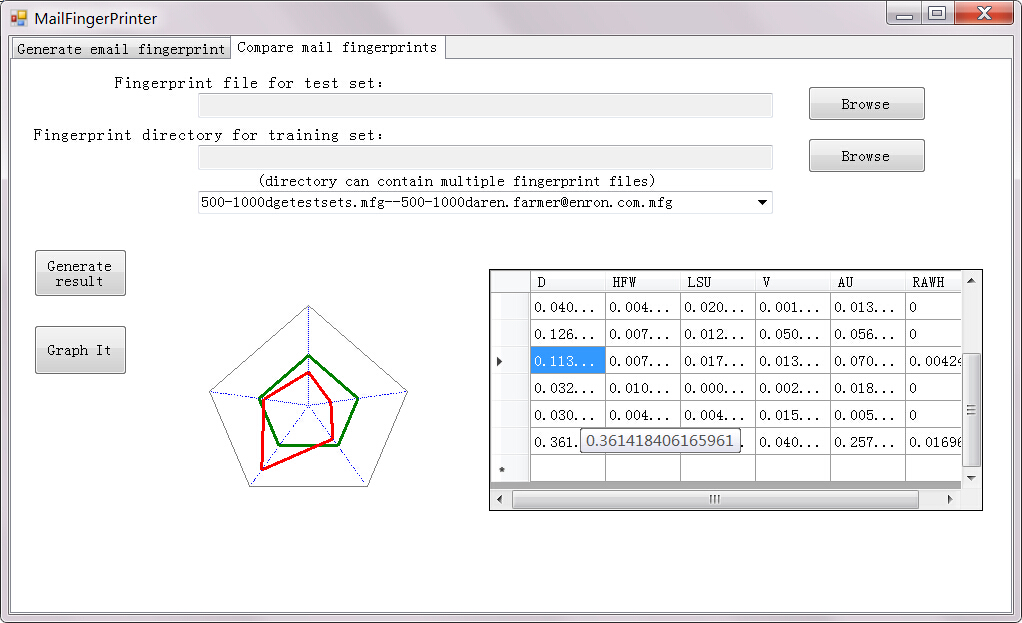 MailFingerPrinter
Generate email fingerprint Compare mail fingerprints
Fingerprint file for test set:
Browse
Fingerprint directory for training set:
Browse
(directory can contain multiple fingerprint files)
500-1000dgetestsets.mfg--500-1000daren.farmer@enron.com.mfg
Generate
result
Graph It
D HFW LSU V AU RAWH
0.040... 0.004... 0.020... 0.001... 0.013... 0
0.126... 0.007... 0.012... 0.050... 0.056... 0
0.113... 0.007... 0.017... 0.013... 0.070... 0.00424
0.032... 0.010... 0.000... 0.002... 0.018... 0
0.030... 0.004... 0.004... 0.015... 0.005... 0
0.361. 0.361418406165961 . 0.040... 0.257... 0.01696
*